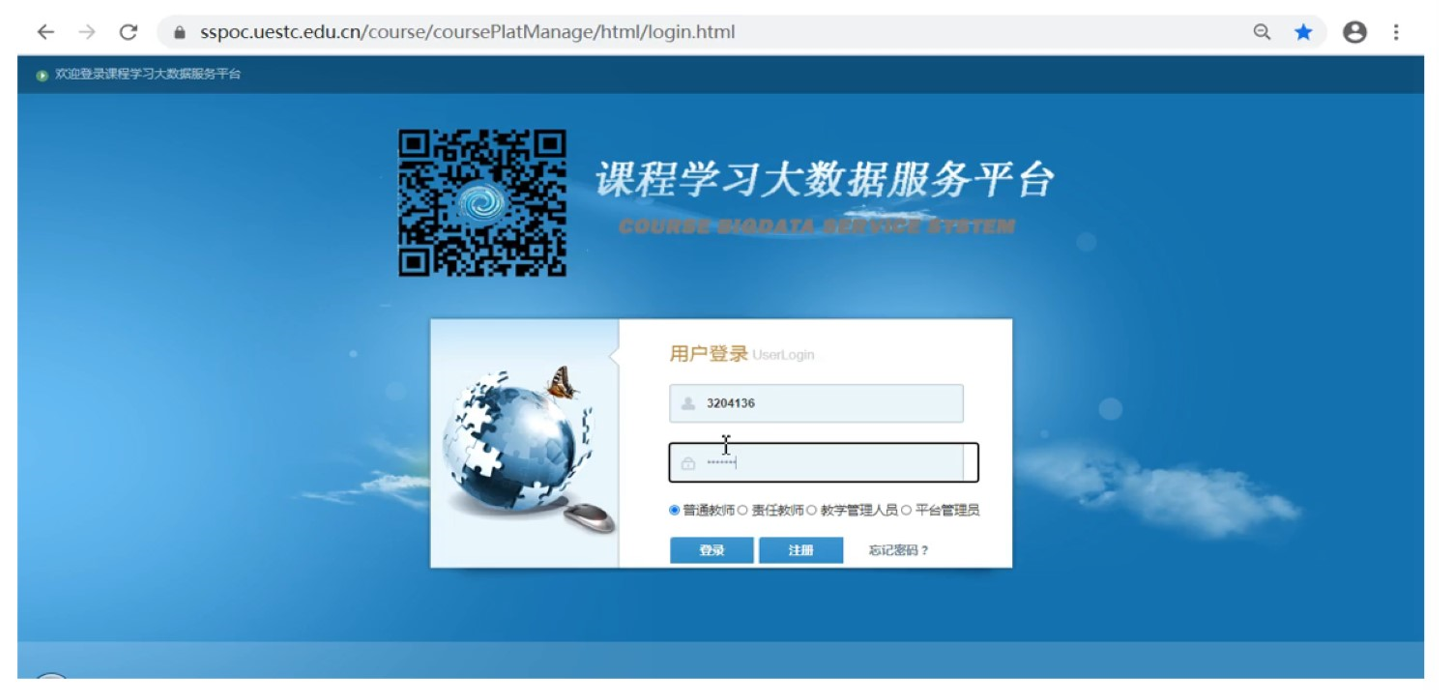 sspoc.uestc.edu.cn/course/coursePlatManage/html/login.html
欢迎登录课程学习大数据服务平台
课程学习大数据服务平台
COURSE BIGDATA SERVICE SYSTEM
用户登录 UserLogin
3204136
•••••••
普通教师 责任教师 教学管理人员 平台管理员
登录 注册 忘记密码？